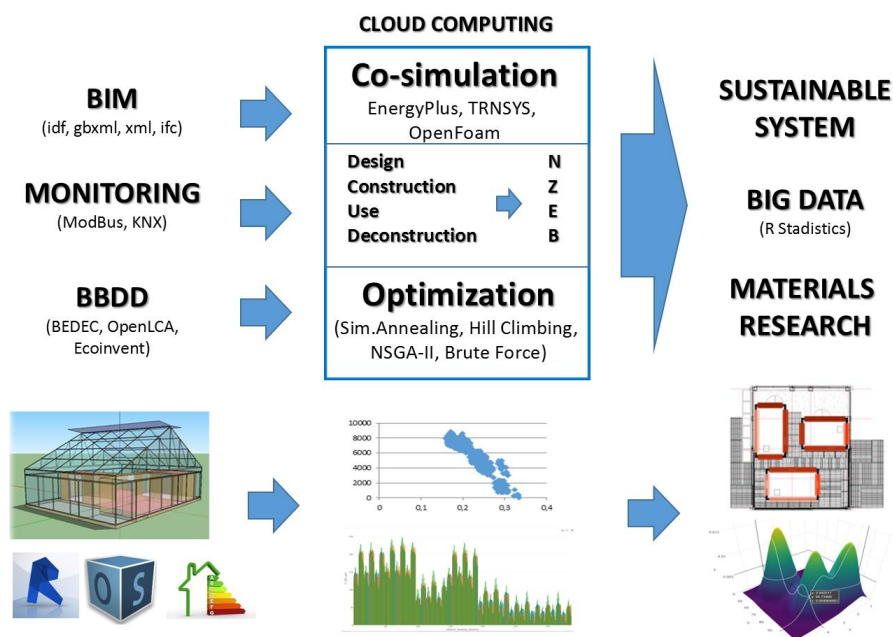 CLOUD COMPUTING
BIM
(idf, gbxml, xml, ifc)
MONITORING
(ModBus, KNX)
BBDD
(BEDEC, OpenLCA,
Ecoinvent)
Co-simulation
EnergyPlus, TRNSYS,
OpenFoam
Design N
Construction Z
Use E
Deconstruction B
Optimization
(Sim.Annealing, Hill Climbing,
NSGA-II, Brute Force)
SUSTAINABLE
SYSTEM
BIG DATA
(R Stadistics)
MATERIALS
RESEARCH
10000
8000
6000
4000
2000
0
0 0,1 0,2 0,3 0,4
R
O S